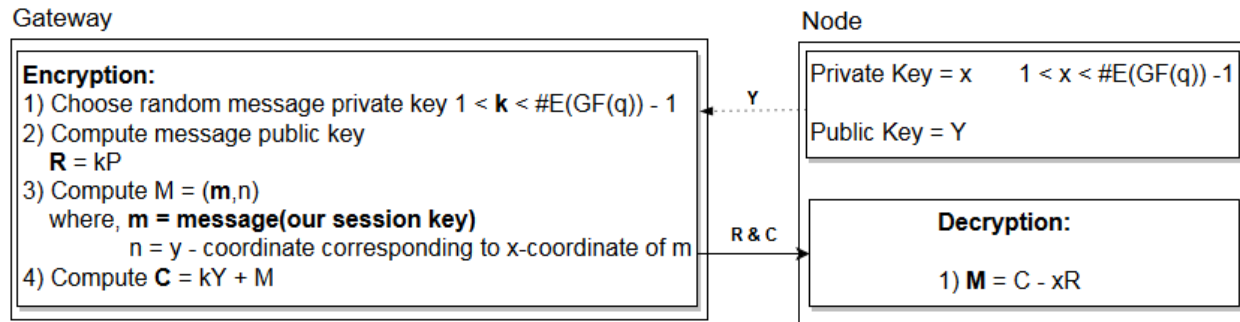 Gateway
Encryption:
1) Choose random message private key 1 < k < #E(GF(q)) - 1
2) Compute message public key
R = kP
3) Compute M = (m,n)
where, m = message(our session key)
n = y - coordinate corresponding to x-coordinate of m
4) Compute C = kY + M
Y
R & C
Node
Private Key = x 1 < x < #E(GF(q)) -1
Public Key = Y
Decryption:
1) M = C - xR